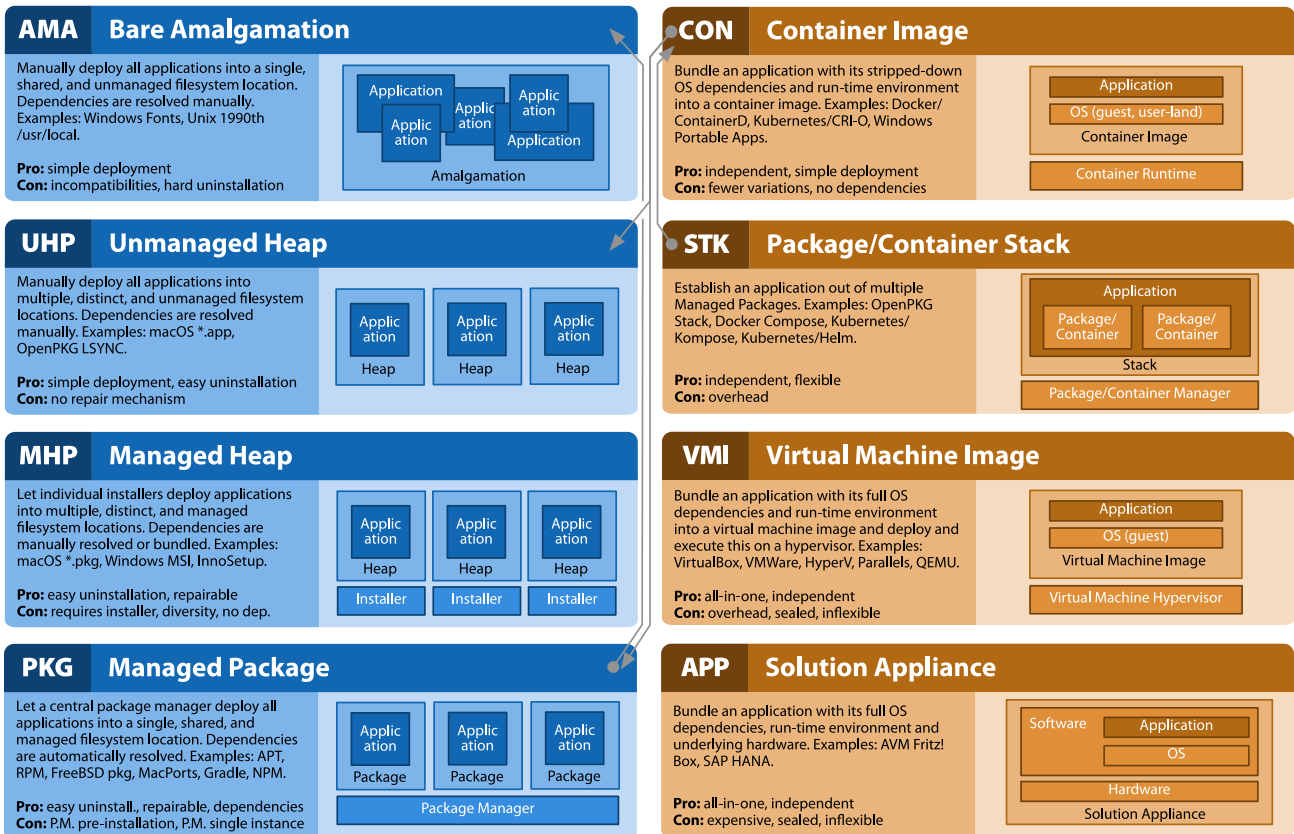 AMA Bare Amalgamation
Manually deploy all applications into a single,
shared, and unmanaged filesystem location.
Dependencies are resolved manually.
Examples: Windows Fonts, Unix 1990th
/usr/local.
Pro: simple deployment
Con: incompatibilities, hard uninstallation
Application
Applic
ation
Applic
ation
Applic
ation
Application
Amalgamation
UHP Unmanaged Heap
Manually deploy all applications into
multiple, distinct, and unmanaged filesystem
locations. Dependencies are resolved
manually. Examples: macOS *.app,
OpenPKG LSYNC.
Pro: simple deployment, easy uninstallation
Con: no repair mechanism
Applic
ation
Heap
Applic
ation
Heap
Applic
ation
Heap
MHP Managed Heap
Let individual installers deploy applications
into multiple, distinct, and managed
filesystem locations. Dependencies are
manually resolved or bundled. Examples:
macOS *.pkg, Windows MSI, InnoSetup.
Pro: easy uninstallation, repairable
Con: requires installer, diversity, no dep.
Applic
ation
Heap
Installer
Applic
ation
Heap
Installer
Applic
ation
Heap
Installer
PKG Managed Package
Let a central package manager deploy all
applications into a single, shared, and
managed filesystem location. Dependencies
are automatically resolved. Examples: APT,
RPM, FreeBSD pkg, MacPorts, Gradle, NPM.
Pro: easy uninstall., repairable, dependencies
Con: P.M. pre-installation, P.M. single instance
Applic
ation
Package
Applic
ation
Package
Applic
ation
Package
Package Manager
CON Container Image
Bundle an application with its stripped-down
OS dependencies and run-time environment
into a container image. Examples: Docker/
ContainerD, Kubernetes/CRI-O, Windows
Portable Apps.
Pro: independent, simple deployment
Con: fewer variations, no dependencies
Application
OS (guest, user-land)
Container Image
Container Runtime
STK Package/Container Stack
Establish an application out of multiple
Managed Packages. Examples: OpenPKG
Stack, Docker Compose, Kubernetes/
Kompose, Kubernetes/Helm.
Pro: independent, flexible
Con: overhead
Application
Package/
Container
Package/
Container
Stack
Package/Container Manager
VMI Virtual Machine Image
Bundle an application with its full OS
dependencies and run-time environment
into a virtual machine image and deploy and
execute this on a hypervisor. Examples:
VirtualBox, VMWare, HyperV, Parallels, QEMU.
Pro: all-in-one, independent
Con: overhead, sealed, inflexible
Application
OS (guest)
Virtual Machine Image
Virtual Machine Hypervisor
APP Solution Appliance
Bundle an application with its full OS
dependencies, run-time environment and
underlying hardware. Examples: AVM Fritz!
Box, SAP HANA.
Pro: all-in-one, independent
Con: expensive, sealed, inflexible
Software
Application
OS
Hardware
Solution Appliance